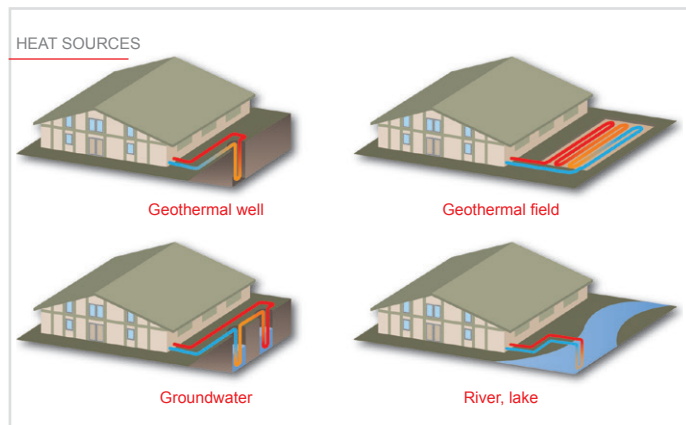 HEAT SOURCES
Geothermal well
Geothermal field
Groundwater
River, lake